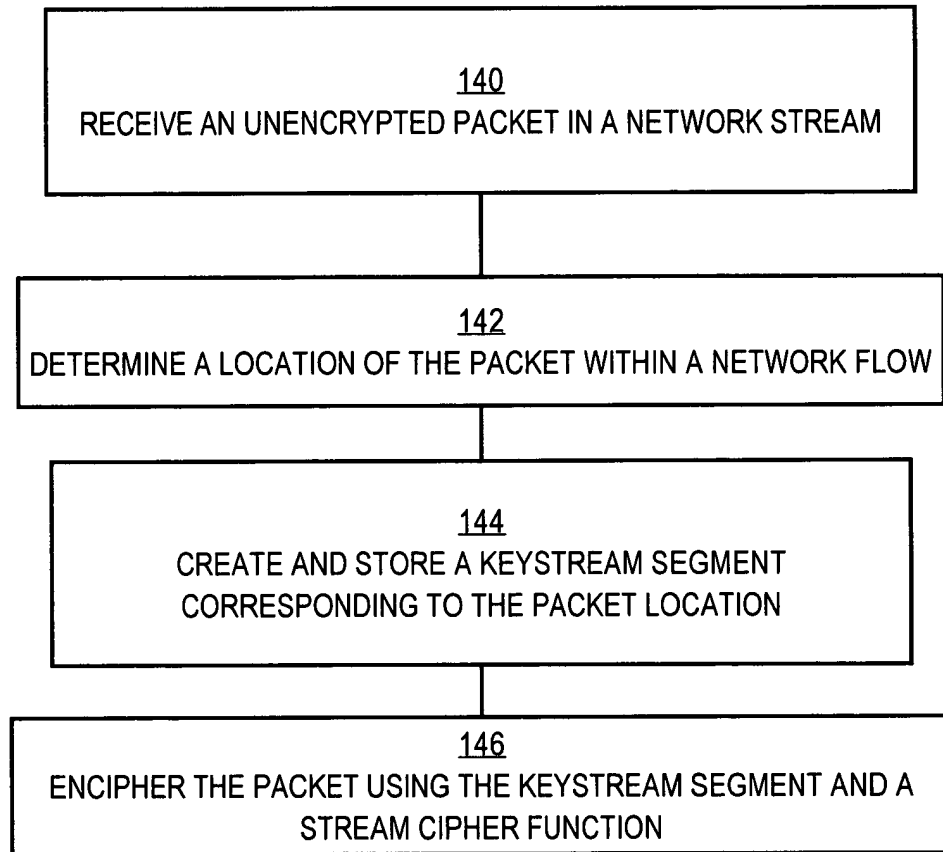 140
RECEIVE AN UNENCRYPTED PACKET IN A NETWORK STREAM
142
DETERMINE A LOCATION OF THE PACKET WITHIN A NETWORK FLOW
144
CREATE AND STORE A KEYSTREAM SEGMENT
CORRESPONDING TO THE PACKET LOCATION
146
ENCIPHER THE PACKET USING THE KEYSTREAM SEGMENT AND A
STREAM CIPHER FUNCTION